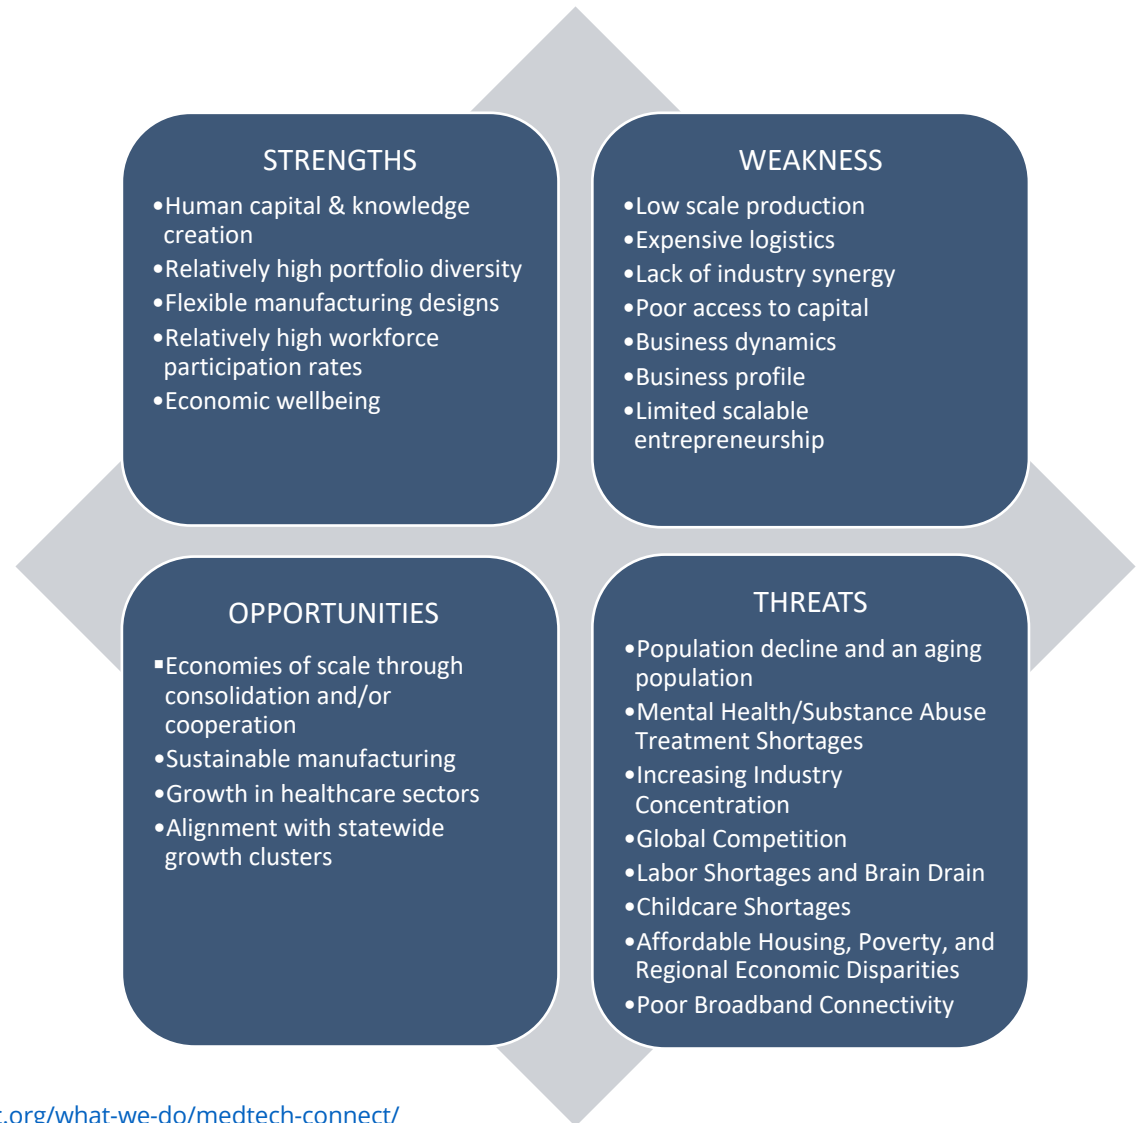 STRENGTHS
•Human capital & knowledge
creation
•Relatively high portfolio diversity
•Flexible manufacturing designs
•Relatively high workforce
participation rates
•Economic wellbeing
WEAKNESS
•Low scale production
•Expensive logistics
•Lack of industry synergy
•Poor access to capital
•Business dynamics
•Business profile
•Limited scalable
entrepreneurship
OPPORTUNITIES
▪Economies of scale through
consolidation and/or
cooperation
•Sustainable manufacturing
•Growth in healthcare sectors
•Alignment with statewide
growth clusters
THREATS
•Population decline and an aging
population
•Mental Health/Substance Abuse
Treatment Shortages
•Increasing Industry
Concentration
•Global Competition
•Labor Shortages and Brain Drain
•Childcare Shortages
•Affordable Housing, Poverty, and
Regional Economic Disparities
•Poor Broadband Connectivity
t.org/what-we-do/medtech-connect/